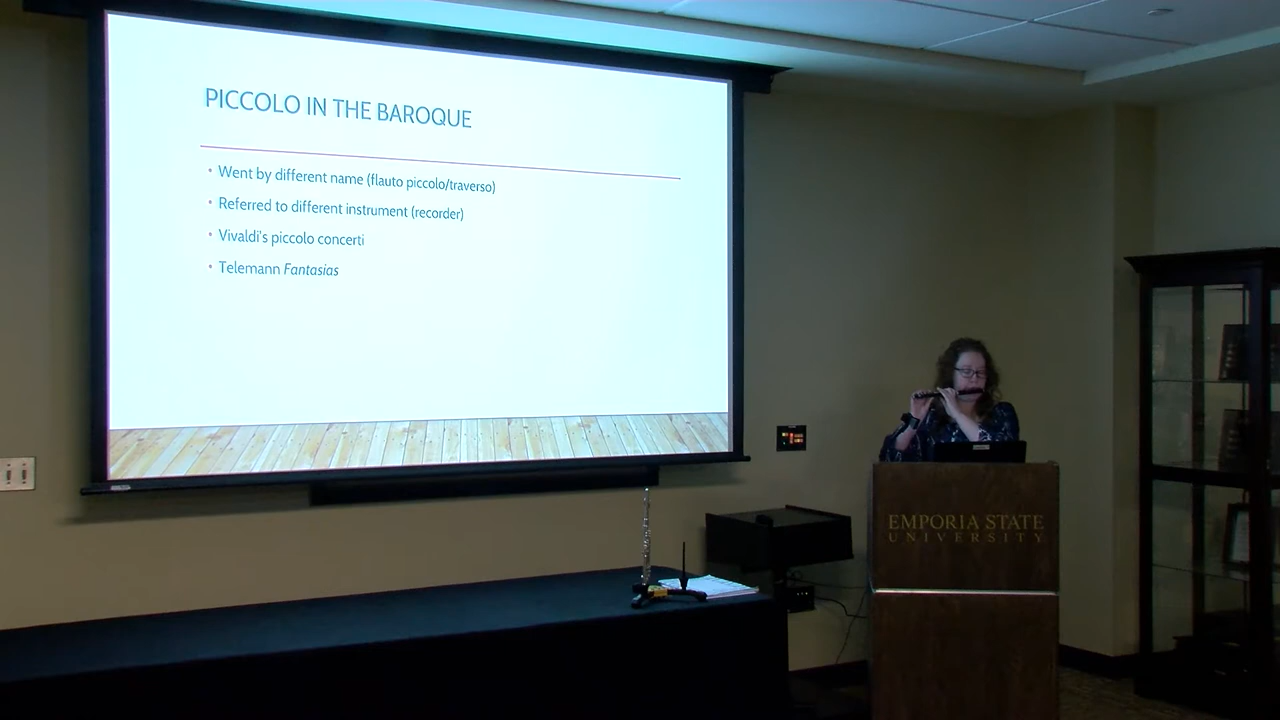 PICCOLO IN THE BAROQUE
• Went by different name (flauto piccolo/traverso)
• Referred to different instrument (recorder)
• Vivaldi's piccolo concerti
• Telemann Fantasias
EMPORIA STATE
UNIVERSITY